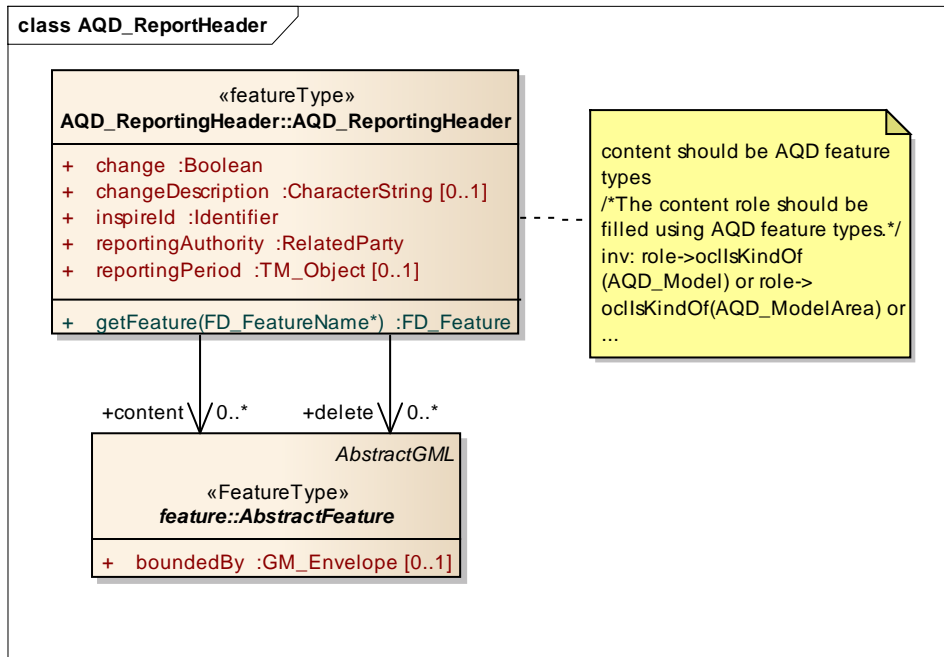 class AQD_ReportHeader
«featureType»
AQD_ReportingHeader::AQD_ReportingHeader
+ change :Boolean
+ changeDescription :CharacterString [0..1]
+ inspireId :Identifier
+ reportingAuthority :RelatedParty
+ reportingPeriod :TM_Object [0..1]
+ getFeature(FD_FeatureName*) :FD_Feature
content should be AQD feature
types
/*The content role should be
filled using AQD feature types.*/
inv: role->oclIsKindOf
(AQD_Model) or role->
oclIsKindOf(AQD_ModelArea) or
...
+content 0..* +delete 0..*
AbstractGML
«FeatureType»
feature::AbstractFeature
+ boundedBy :GM_Envelope [0..1]